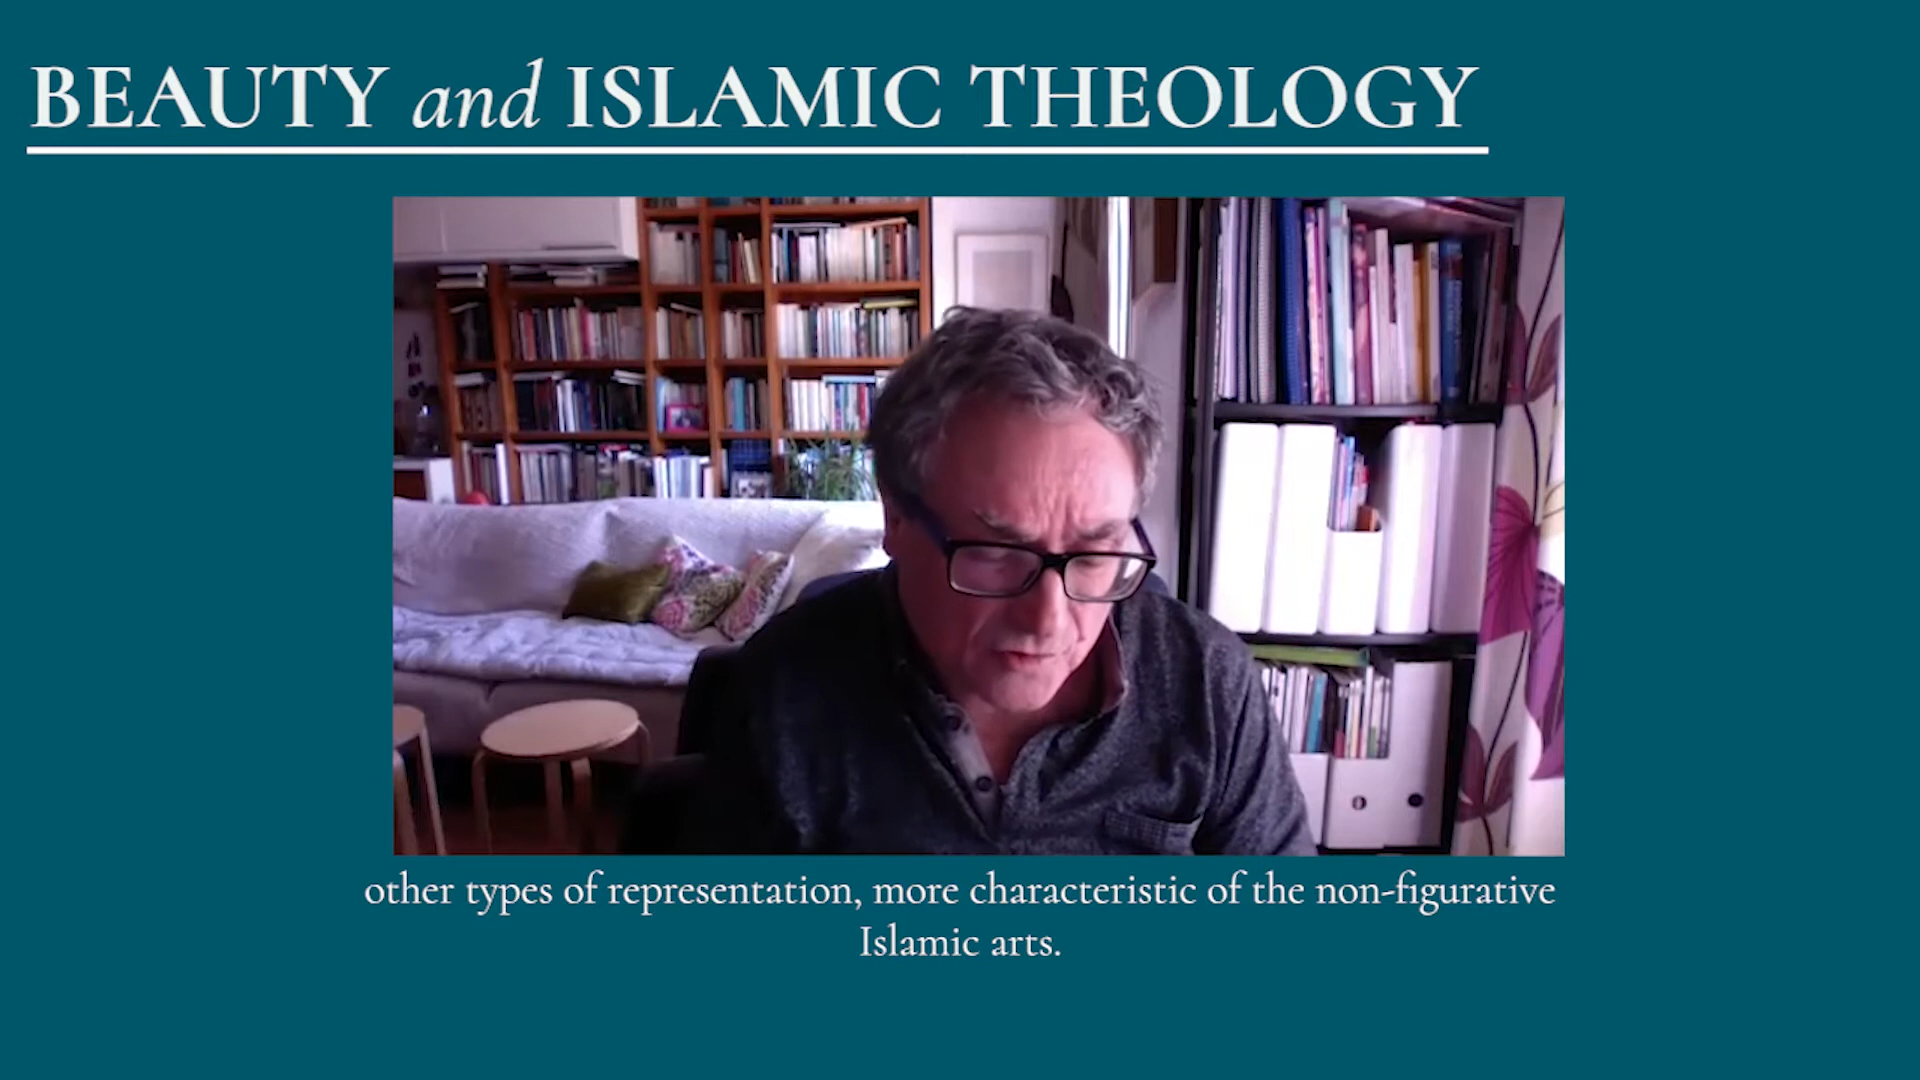 BEAUTY and ISLAMIC THEOLOGY
other types of representation, more characteristic of the non-figurative
Islamic arts.